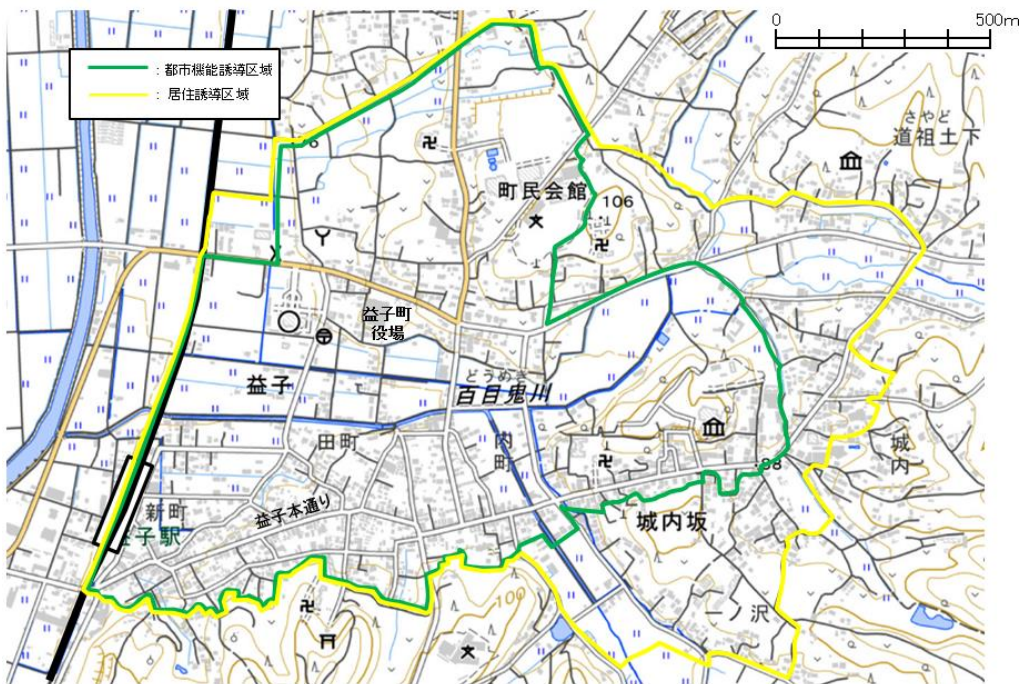 0 500m
：都市機能誘導区域
：居住誘導区域
さやど
道祖土下
町民会館
106
益子町
役場
益子
どうめき
百目鬼川
田町
内町
城内
88
新町
益子本通り
城内坂
益子駅
100
一ノ沢